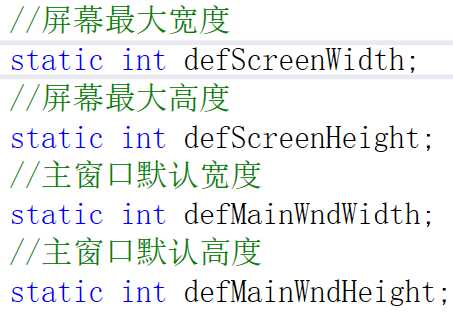 //屏幕最大宽度
static int defScreenWidth;
//屏幕最大高度
static int defScreenHeight;
//主窗口默认宽度
static int defMainWndWidth;
//主窗口默认高度
static int defMainWndHeight;